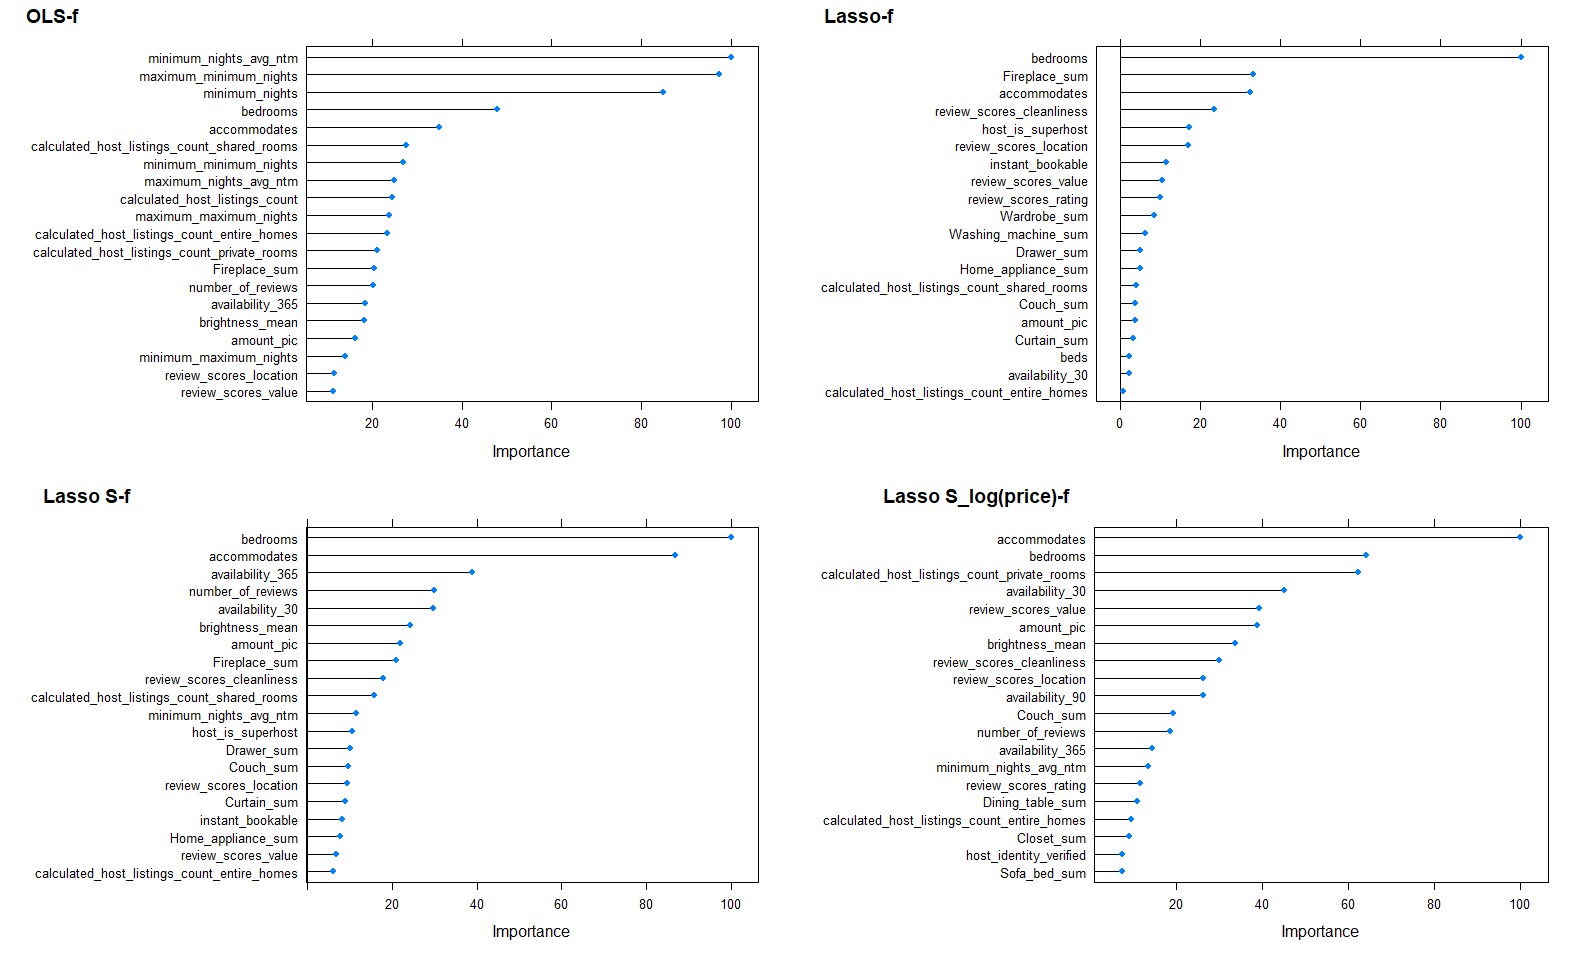 OLS-f
minimum_nights_avg_ntm
maximum_minimum_nights
minimum_nights
bedrooms
accommodates
calculated_host_listings_count_shared_rooms
minimum_minimum_nights
maximum_nights_avg_ntm
calculated_host_listings_count
maximum_maximum_nights
calculated_host_listings_count_entire_homes
calculated_host_listings_count_private_rooms
Fireplace_sum
number_of_reviews
availability_365
brightness_mean
amount_pic
minimum_maximum_nights
review_scores_location
review_scores_value
20 40 60 80 100
Importance
Lasso-f
bedrooms
Fireplace_sum
accommodates
review_scores_cleanliness
host_is_superhost
review_scores_location
instant_bookable
review_scores_value
review_scores_rating
Wardrobe_sum
Washing_machine_sum
Drawer_sum
Home_appliance_sum
calculated_host_listings_count_shared_rooms
Couch_sum
amount_pic
Curtain_sum
beds
availability_30
calculated_host_listings_count_entire_homes
0 20 40 60 80 100
Importance
Lasso S-f
bedrooms
accommodates
availability_365
number_of_reviews
availability_30
brightness_mean
amount_pic
Fireplace_sum
review_scores_cleanliness
calculated_host_listings_count_shared_rooms
minimum_nights_avg_ntm
host_is_superhost
Drawer_sum
Couch_sum
review_scores_location
Curtain_sum
instant_bookable
Home_appliance_sum
review_scores_value
calculated_host_listings_count_entire_homes
20 40 60 80 100
Importance
Lasso S_log(price)-f
accommodates
bedrooms
calculated_host_listings_count_private_rooms
availability_30
review_scores_value
amount_pic
brightness_mean
review_scores_cleanliness
review_scores_location
availability_90
Couch_sum
number_of_reviews
availability_365
minimum_nights_avg_ntm
review_scores_rating
Dining_table_sum
calculated_host_listings_count_entire_homes
Closet_sum
host_identity_verified
Sofa_bed_sum
20 40 60 80 100
Importance